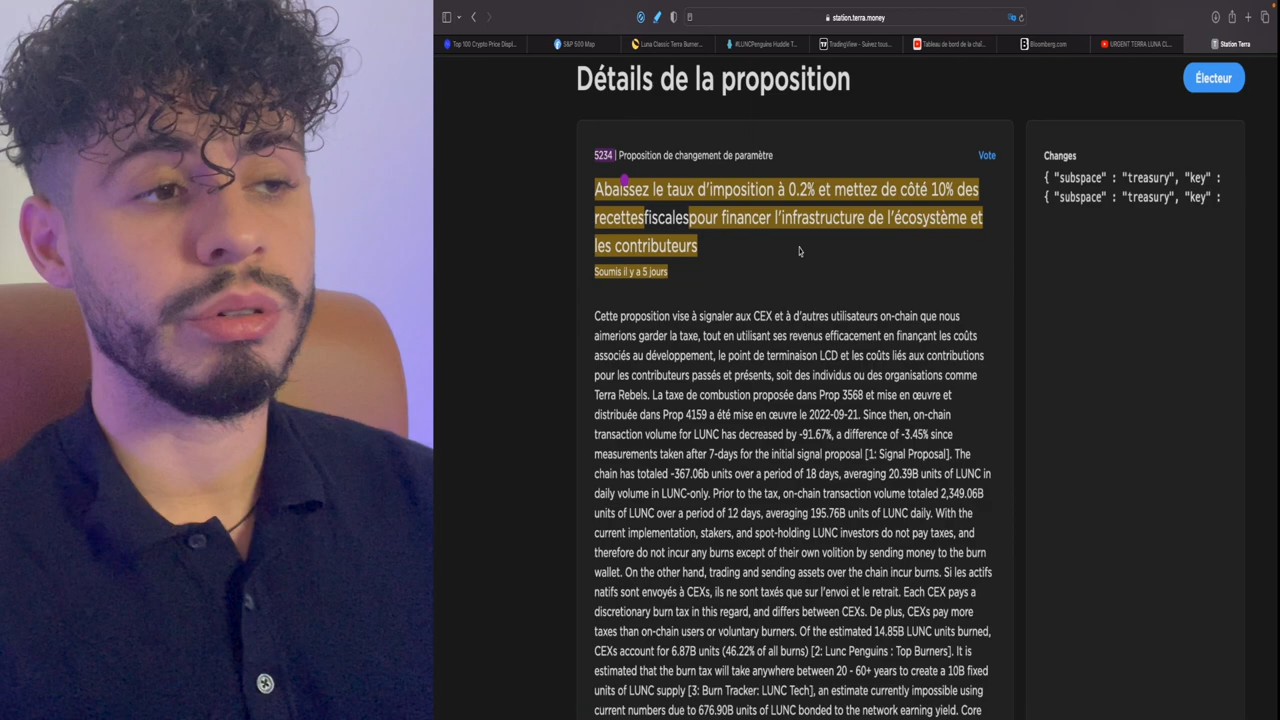 station.terra.money
Top 100 Crypto Price Displ...
S&P 500 Map
Luna Classic Terra Burner...
#LUNCPenguins Huddle T...
TradingView – Suivez tous...
Tableau de bord de la chaî...
Bloomberg.com
URGENT TERRA LUNA CL...
Station Terra
Détails de la proposition
Électeur
5234 | Proposition de changement de paramètre
Vote
Abaissez le taux d'imposition à 0.2% et mettez de côté 10% des
recettesfiscalespour financer l'infrastructure de l'écosystème et
les contributeurs
Soumis il y a 5 jours
Cette proposition vise à signaler aux CEX et à d'autres utilisateurs on-chain que nous
aimerions garder la taxe, tout en utilisant ses revenus efficacement en finançant les coûts
associés au développement, le point de terminaison LCD et les coûts liés aux contributions
pour les contributeurs passés et présents, soit des individus ou des organisations comme
Terra Rebels. La taxe de combustion proposée dans Prop 3568 et mise en œuvre et
distribuée dans Prop 4159 a été mise en œuvre le 2022-09-21. Since then, on-chain
transaction volume for LUNC has decreased by -91.67%, a difference of -3.45% since
measurements taken after 7-days for the initial signal proposal [1: Signal Proposal]. The
chain has totaled ~367.06b units over a period of 18 days, averaging 20.39B units of LUNC in
daily volume in LUNC-only. Prior to the tax, on-chain transaction volume totaled 2,349.06B
units of LUNC over a period of 12 days, averaging 195.76B units of LUNC daily. With the
current implementation, stakers, and spot-holding LUNC investors do not pay taxes, and
therefore do not incur any burns except of their own volition by sending money to the burn
wallet. On the other hand, trading and sending assets over the chain incur burns. Si les actifs
natifs sont envoyés à CEXs, ils ne sont taxés que sur l'envoi et le retrait. Each CEX pays a
discretionary burn tax in this regard, and differs between CEXs. De plus, CEXs pay more
taxes than on-chain users or voluntary burners. Of the estimated 14.85B LUNC units burned,
CEXs account for 6.87B units (46.22% of all burns) [2: Lunc Penguins : Top Burners]. It is
estimated that the burn tax will take anywhere between 20 - 60+ years to create a 10B fixed
units of LUNC supply [3: Burn Tracker: LUNC Tech], an estimate currently impossible using
current numbers due to 676.90B units of LUNC bonded to the network earning yield. Core
Changes
{ "subspace" : "treasury", "key" :
{ "subspace" : "treasury", "key" :